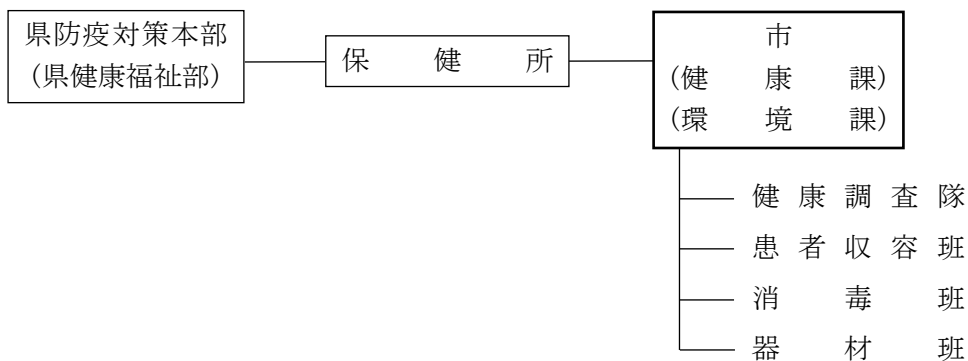 県防疫対策本部
(県健康福祉部)
保健所
市
(健康課)
(環境課)
健康調査隊
患者収容班
消毒班
器材班